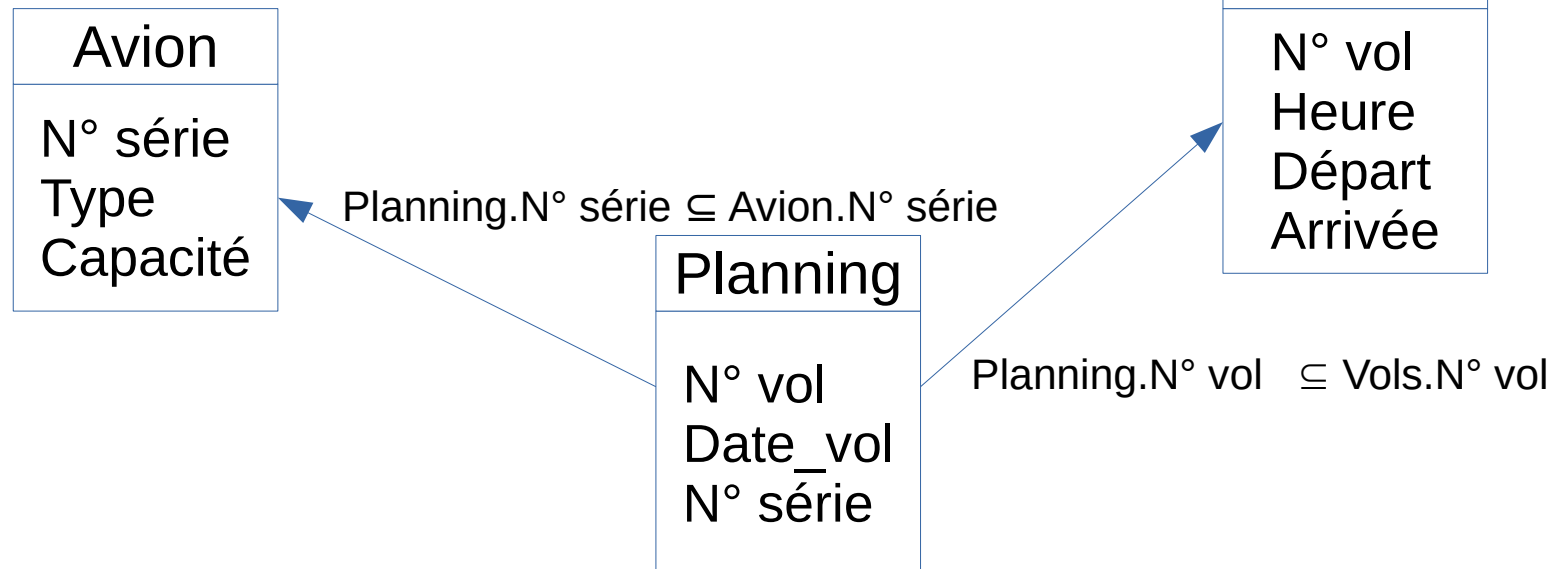 Avion
N° série
Type
Capacité
Planning.N° série ⊆ Avion.N° série
N° vol
Heure
Départ
Arrivée
Planning
N° vol
Date_vol
N° série
Planning.N° vol ⊆ Vols.N° vol